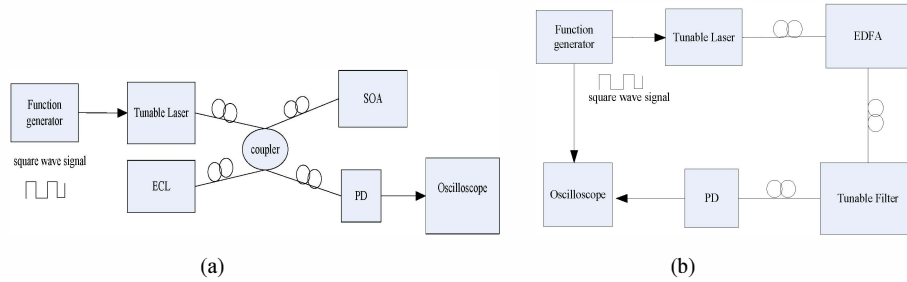 Function
generator
square wave signal
Tunable Laser
ECL
coupler
SOA
PD
Oscilloscope
(a)
Function
generator
square wave signal
Tunable Laser
EDFA
Oscilloscope
PD
Tunable Filter
(b)